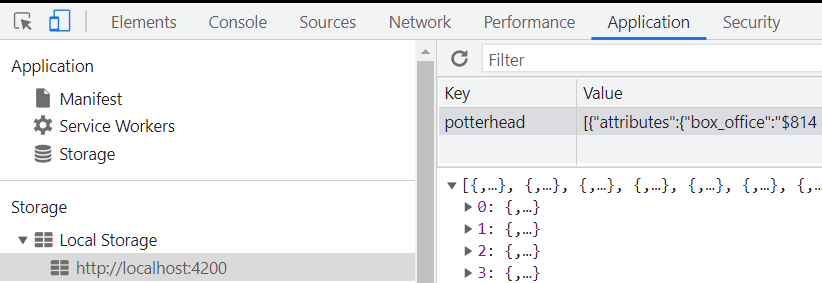 Elements Console Sources Network Performance Application Security
Application
Manifest
Service Workers
Storage
Storage
Local Storage
http://localhost:4200
Filter
Key Value
potterhead [{"attributes":{"box_office":"$814
[{,…}, {,…}, {,…}, {,…}, {,…}, {,…}, {,…
0: {,…}
1: {,…}
2: {,…}
3: {,…}